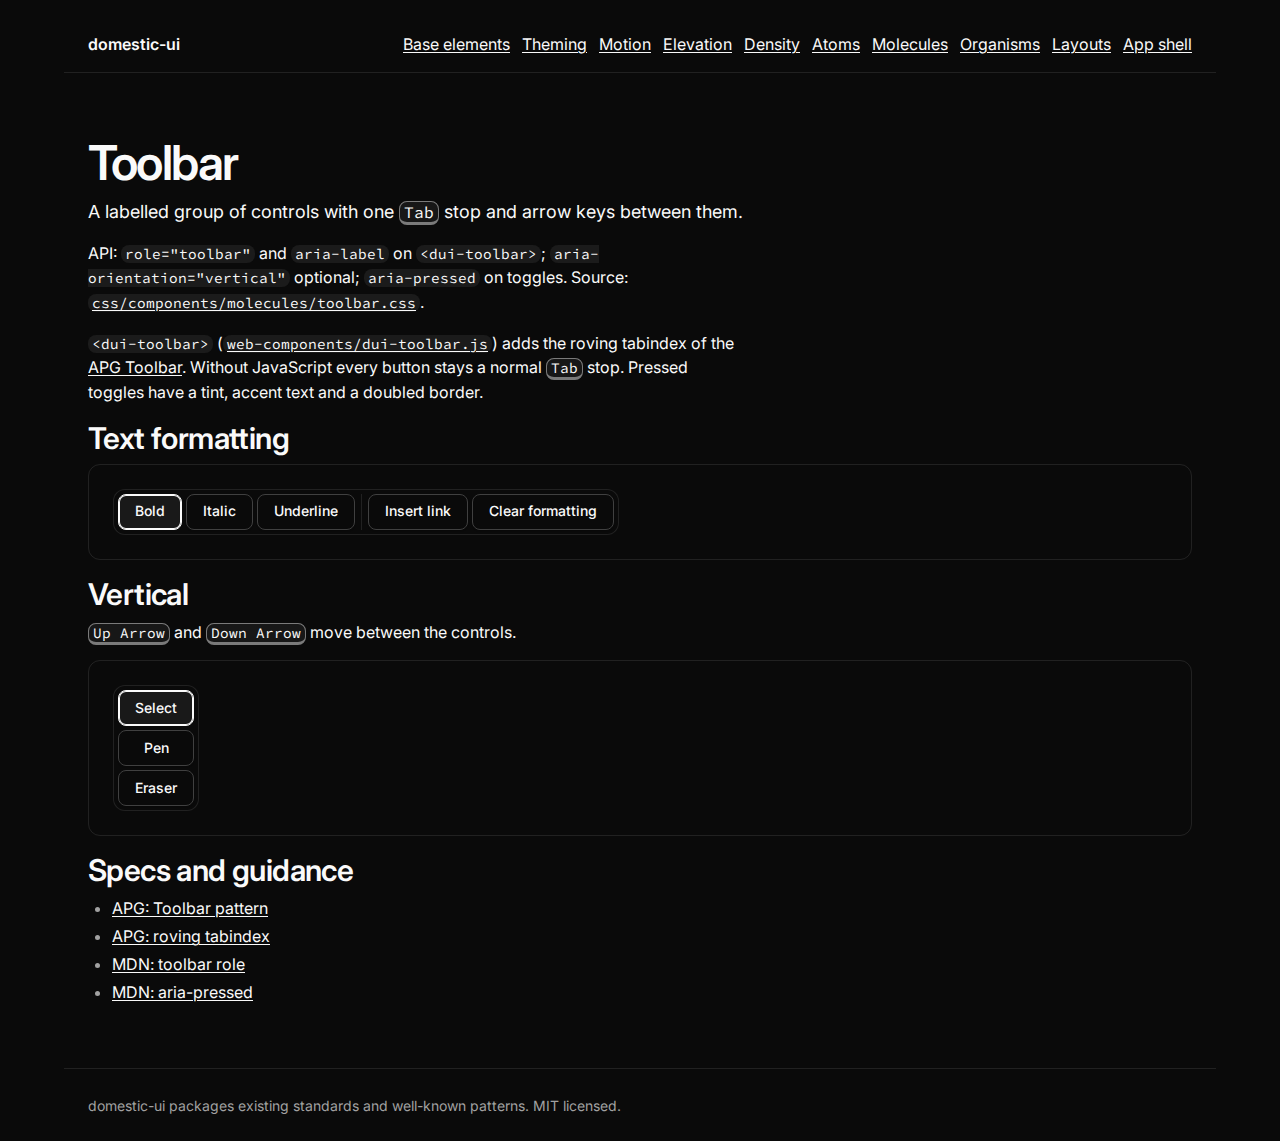 domestic-ui
Base elements Theming Motion Elevation Density Atoms Molecules Organisms Layouts App shell
Toolbar
A labelled group of controls with one Tab stop and arrow keys between them.
API: role="toolbar" and aria-label on <dui-toolbar>; aria-
orientation="vertical" optional; aria-pressed on toggles. Source:
css/components/molecules/toolbar.css.
<dui-toolbar> (web-components/dui-toolbar.js) adds the roving tabindex of the
APG Toolbar. Without JavaScript every button stays a normal Tab stop. Pressed
toggles have a tint, accent text and a doubled border.
Text formatting
Bold Italic Underline Insert link Clear formatting
Vertical
Up Arrow and Down Arrow move between the controls.
Select
Pen
Eraser
Specs and guidance
APG: Toolbar pattern
APG: roving tabindex
MDN: toolbar role
MDN: aria-pressed
domestic-ui packages existing standards and well-known patterns. MIT licensed.